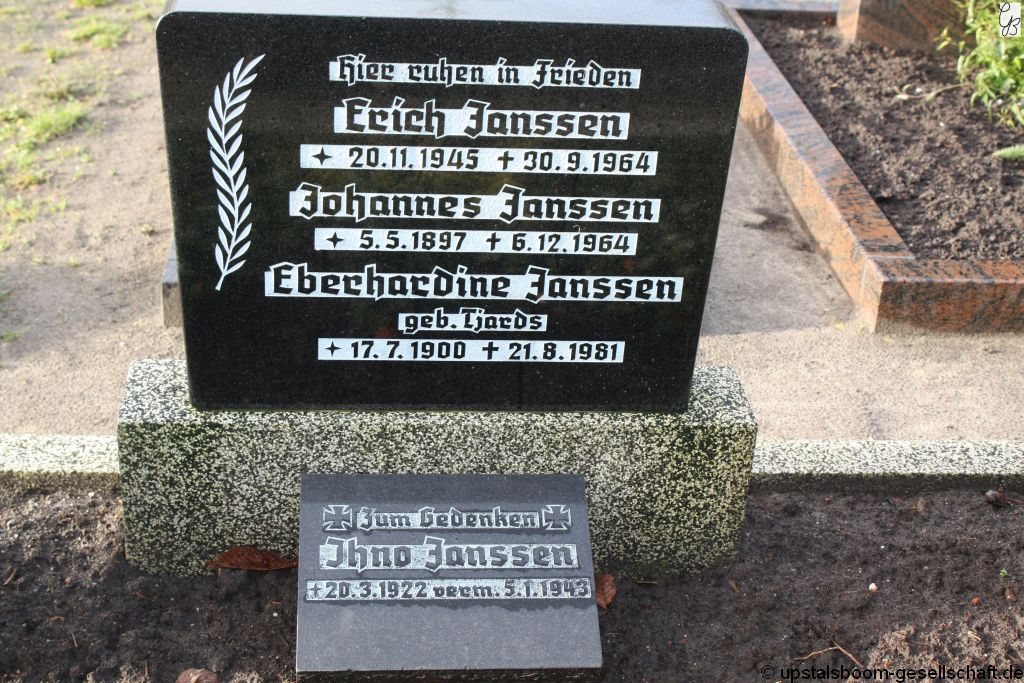 Hier ruhen in Frieden
Erich Janssen
✦ 20.11.1945 ✝ 30.9.1964
Johannes Janssen
✦ 5.5.1897 ✝ 6.12.1964
Eberhardine Janssen
geb. Tjards
✦ 17.7.1900 ✝ 21.8.1981
Zum Gedenken
Ihno Janssen
✦ 20.3.1922 verm. 5.1.1943
© upstalsboom-gesellschaft.de